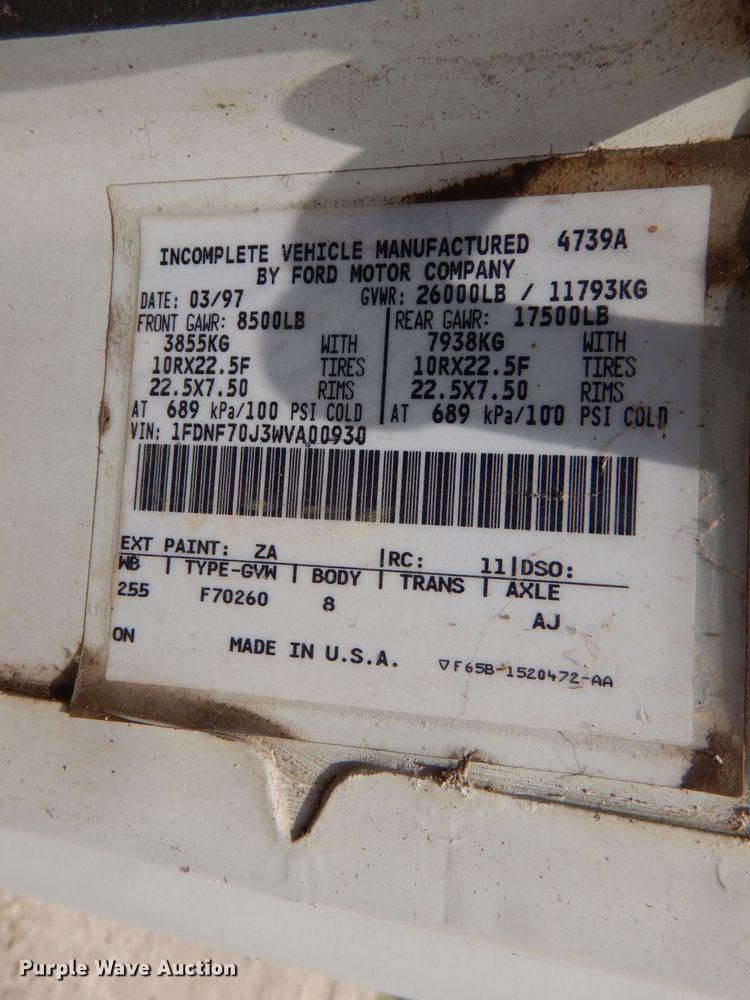 INCOMPLETE VEHICLE MANUFACTURED 4739A
BY FORD MOTOR COMPANY
DATE: 03/97 GVWR: 26000LB / 11793KG
FRONT GAWR: 8500LB REAR GAWR: 17500LB
3855KG WITH 7938KG WITH
10RX22.5F TIRES 10RX22.5F TIRES
22.5X7.50 RIMS 22.5X7.50 RIMS
AT 689 kPa/100 PSI COLD AT 689 kPa/100 PSI COLD
VIN: 1FDNF70J3WVA00930
EXT PAINT: ZA RC: 11 DSO:
WB TYPE-GVW BODY TRANS AXLE
255 F70260 8 AJ
ON MADE IN U.S.A. F65B-1520472-AA
Purple Wave Auction